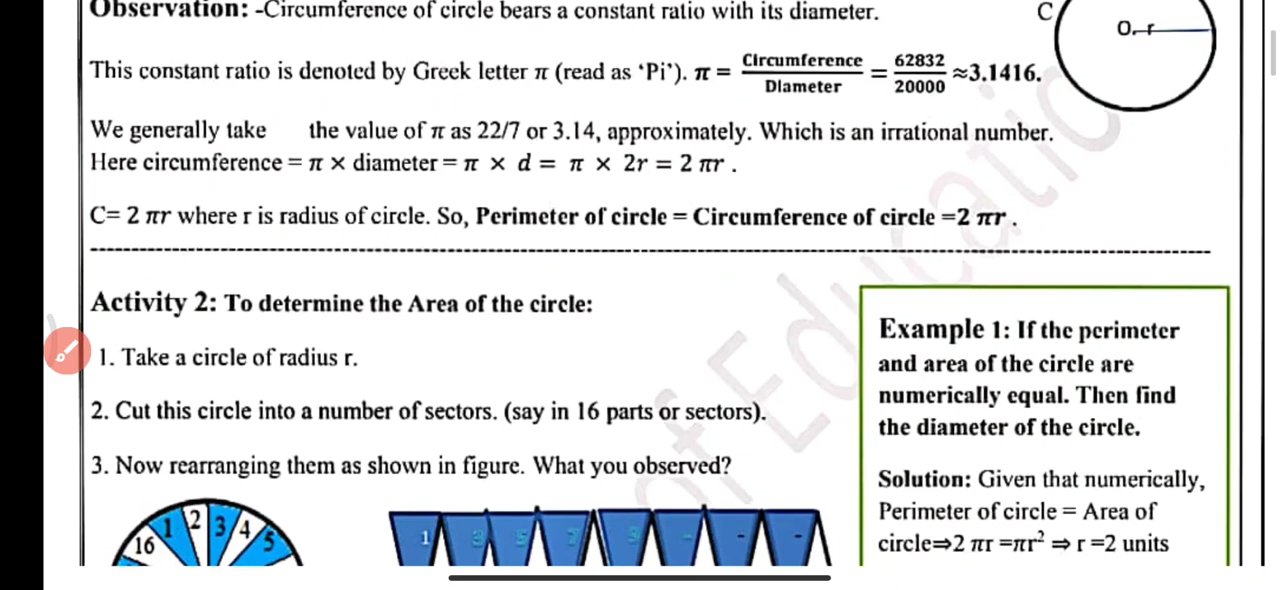 Observation: -Circumference of circle bears a constant ratio with its diameter.
C
O r
This constant ratio is denoted by Greek letter π (read as ‘Pi’). π = Circumference / Diameter = 62832 / 20000 ≈3.1416.
We generally take the value of π as 22/7 or 3.14, approximately. Which is an irrational number.
Here circumference = π × diameter = π × d = π × 2r = 2 πr .
C= 2 πr where r is radius of circle. So, Perimeter of circle = Circumference of circle =2 πr .
Activity 2: To determine the Area of the circle:
1. Take a circle of radius r.
2. Cut this circle into a number of sectors. (say in 16 parts or sectors).
3. Now rearranging them as shown in figure. What you observed?
16 1 2 3 4 5
1 3 5 7 9 - - -
Example 1: If the perimeter
and area of the circle are
numerically equal. Then find
the diameter of the circle.
Solution: Given that numerically,
Perimeter of circle = Area of
circle⇒2 πr =πr² ⇒ r =2 units
of Education